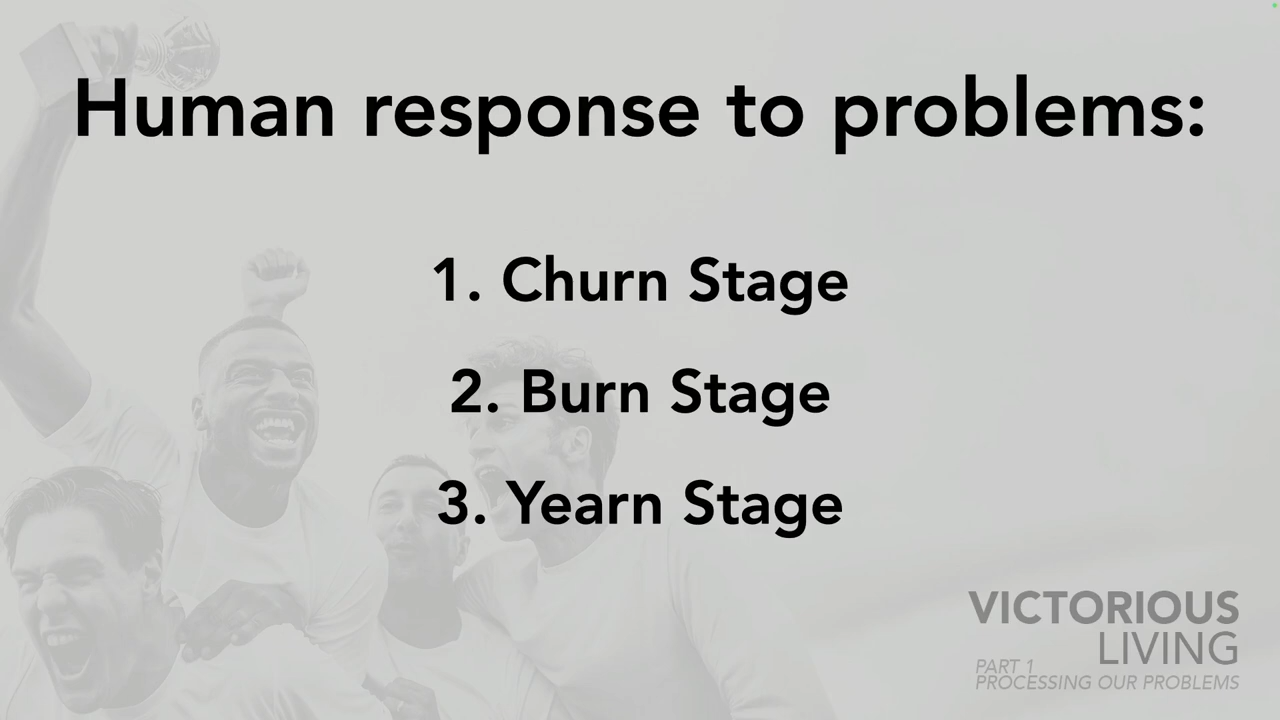 Human response to problems:
1. Churn Stage
2. Burn Stage
3. Yearn Stage
VICTORIOUS
LIVING
PART 1
PROCESSING OUR PROBLEMS